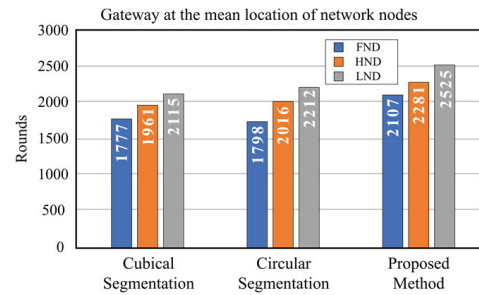 Gateway at the mean location of network nodes
3000
2500
2000
1500
1000
500
0
Rounds
FND
HND
LND
1777
1961
2115
1798
2016
2212
2107
2281
2525
Cubical
Segmentation
Circular
Segmentation
Proposed
Method